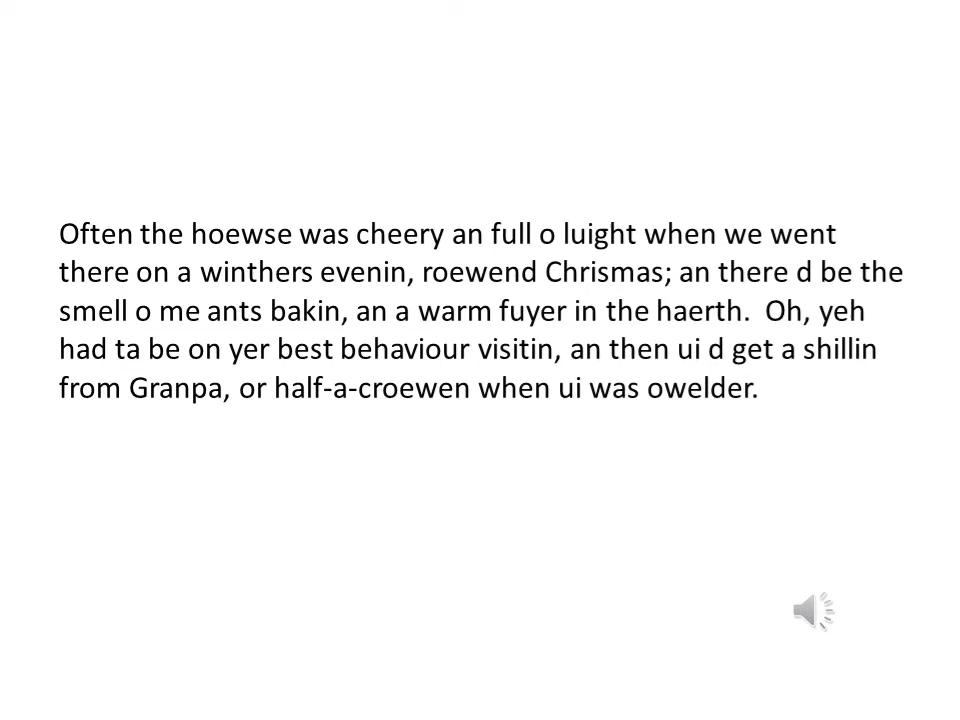 Often the hoewse was cheery an full o luight when we went
there on a winthers evenin, roewend Chrismas; an there d be the
smell o me ants bakin, an a warm fuyer in the haerth.  Oh, yeh
had ta be on yer best behaviour visitin, an then ui d get a shillin
from Granpa, or half-a-croewen when ui was owelder.